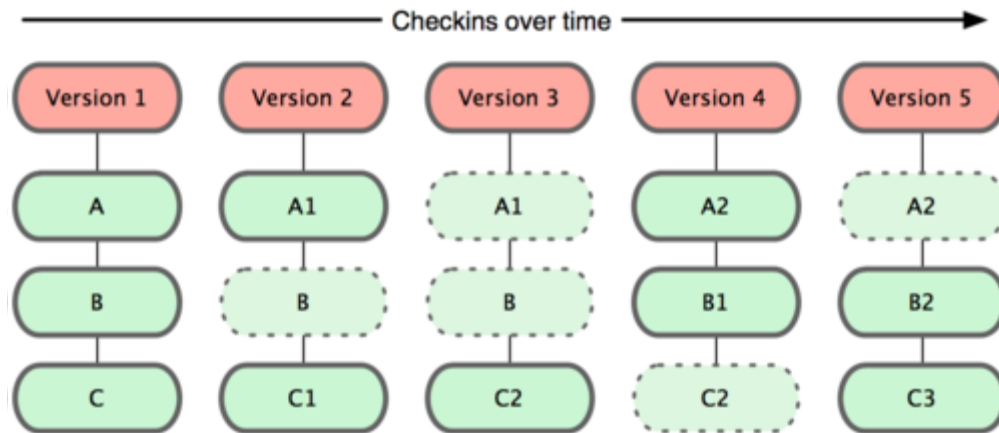 Checkins over time
Version 1 Version 2 Version 3 Version 4 Version 5
A A1 A1 A2 A2
B B B B1 B2
C C1 C2 C2 C3